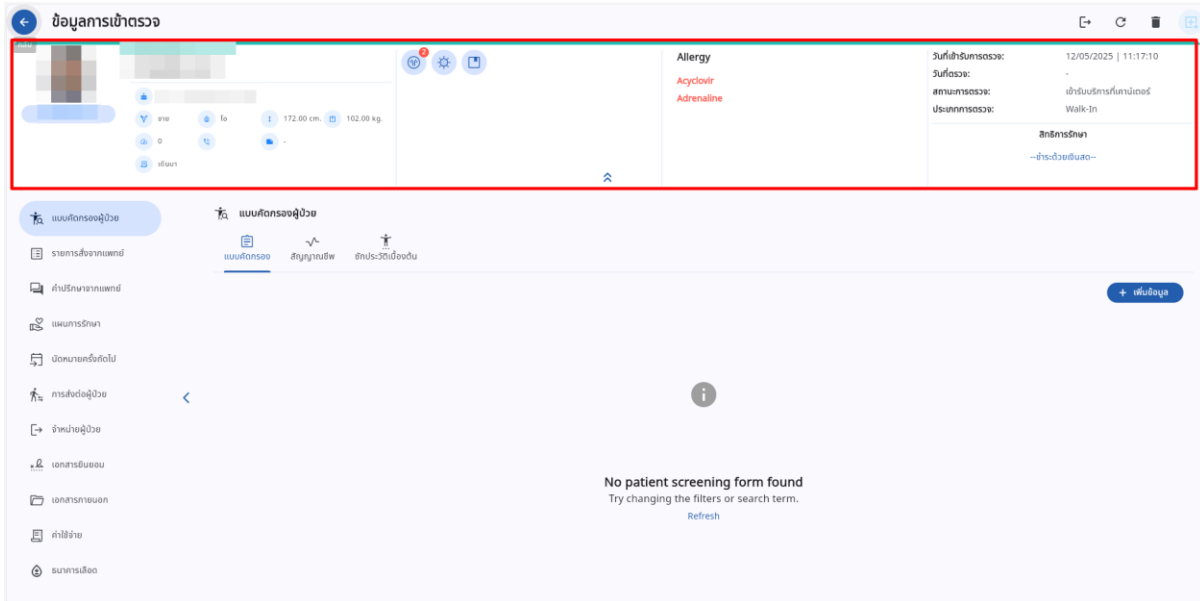 ข้อมูลการเข้าตรวจ
กลับ
2
Allergy
Acyclovir
Adrenaline
วันที่เข้ารับการตรวจ: 12/05/2025 | 11:17:10
วันที่ตรวจ: -
สถานะการตรวจ: เข้ารับบริการที่เคาน์เตอร์
ประเภทการตรวจ: Walk-In
สิทธิการรักษา
--ชำระด้วยเงินสด--
ชาย โอ 172.00 cm. 102.00 kg.
0 -
เดินมา
แบบคัดกรองผู้ป่วย
รายการสั่งจากแพทย์
คำปรึกษาจากแพทย์
แผนการรักษา
นัดหมายครั้งถัดไป
การส่งต่อผู้ป่วย
จำหน่ายผู้ป่วย
เอกสารยินยอม
เอกสารภายนอก
ค่าใช้จ่าย
ธนาคารเลือด
แบบคัดกรองผู้ป่วย
แบบคัดกรอง สัญญาณชีพ ซักประวัติเบื้องต้น
+ เพิ่มข้อมูล
No patient screening form found
Try changing the filters or search term.
Refresh